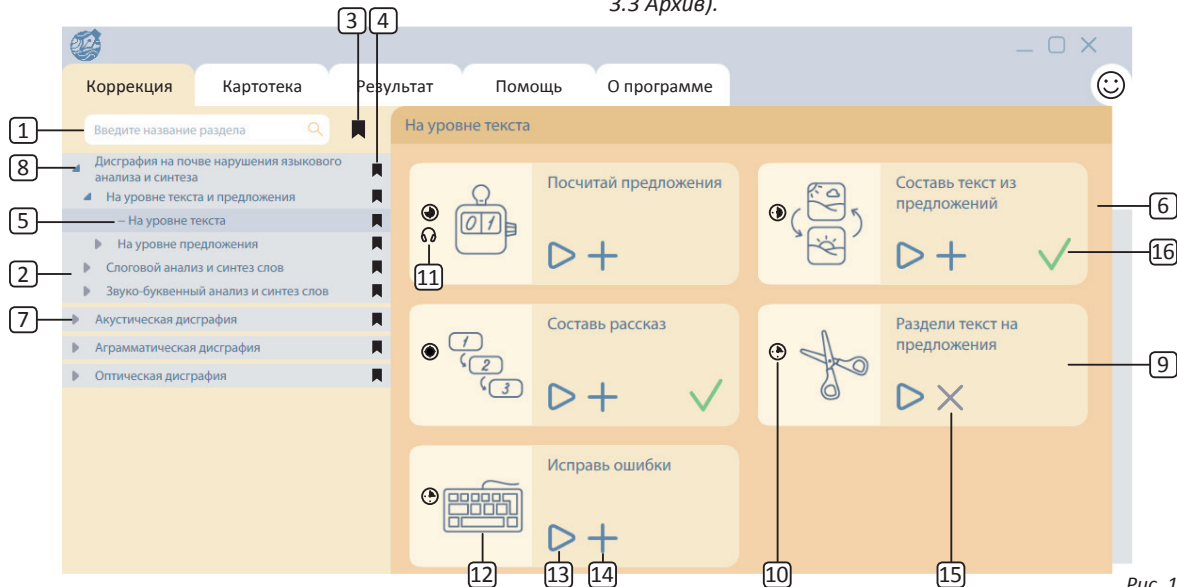 3.3 Архив).
3 4
Коррекция Картотека Результат Помощь О программе
1 Введите название раздела
На уровне текста
8 Дисграфия на почве нарушения языкового
анализа и синтеза
На уровне текста и предложения
5 – На уровне текста
На уровне предложения
2 Слоговой анализ и синтез слов
Звуко-буквенный анализ и синтез слов
7 Акустическая дисграфия
Аграмматическая дисграфия
Оптическая дисграфия
Посчитай предложения
01
11
Составь текст из
предложений
6
16
Составь рассказ
1
2
3
Раздели текст на
предложения
9
Исправь ошибки
12 13 14 10 15
Рис. 1